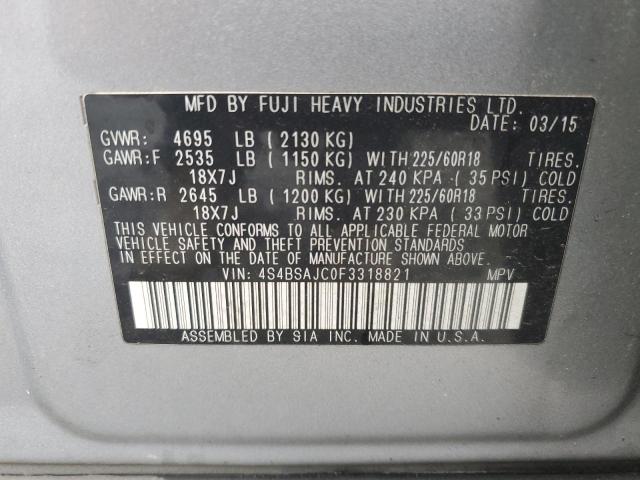 MFD BY FUJI HEAVY INDUSTRIES LTD.
DATE: 03/15
GVWR: 4695 LB ( 2130 KG)
GAWR:F 2535 LB ( 1150 KG) WITH 225/60R18 TIRES.
18X7J RIMS. AT 240 KPA ( 35 PSI) COLD
GAWR:R 2645 LB ( 1200 KG) WITH 225/60R18 TIRES.
18X7J RIMS. AT 230 KPA ( 33 PSI) COLD
THIS VEHICLE CONFORMS TO ALL APPLICABLE FEDERAL MOTOR
VEHICLE SAFETY AND THEFT PREVENTION STANDARDS
IN EFFECT ON THE DATE OF MANUFACTURE SHOWN ABOVE.
VIN: 4S4BSAJC0F3318821 MPV
ASSEMBLED BY SIA INC. MADE IN U.S.A.